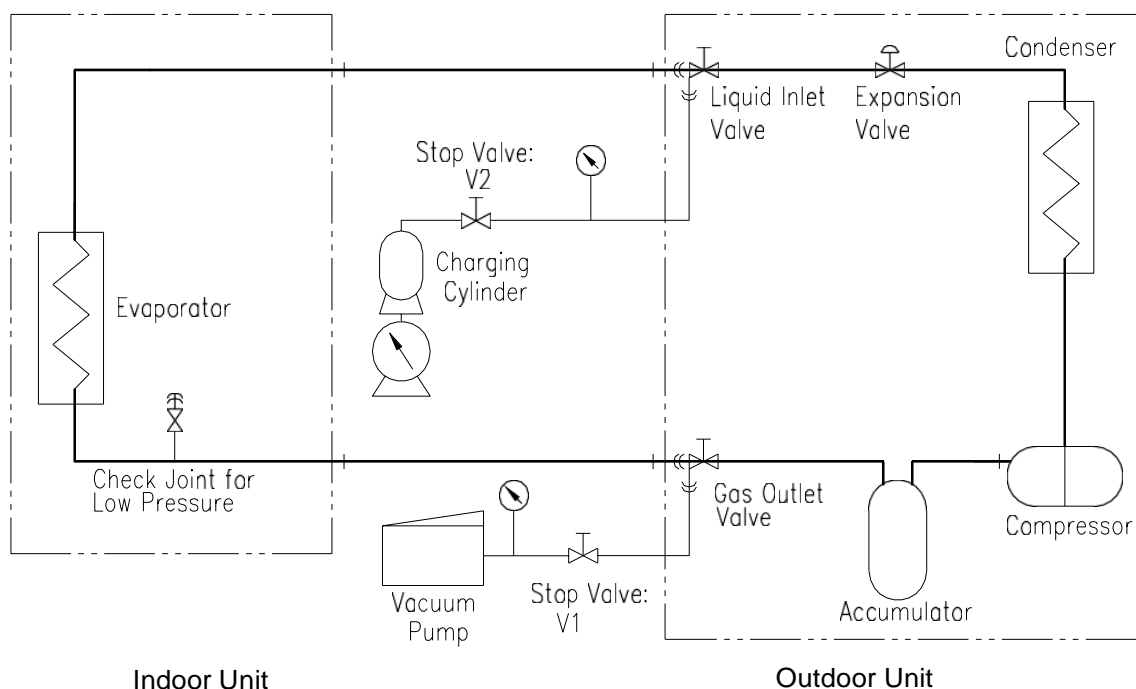 Condenser
Liquid Inlet
Valve
Expansion
Valve
Stop Valve:
V2
Charging
Cylinder
Evaporator
Check Joint for
Low Pressure
Gas Outlet
Valve
Compressor
Vacuum
Pump
Stop Valve:
V1
Accumulator
Indoor Unit
Outdoor Unit